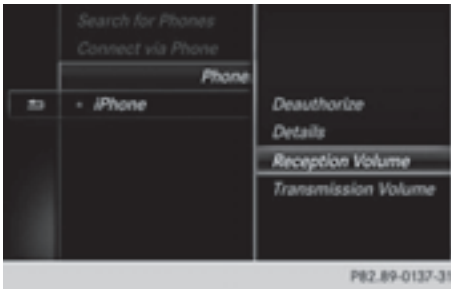 Search for Phones
Connect via Phone
Phone
iPhone
Deauthorize
Details
Reception Volume
Transmission Volume
P82.89-0137-31